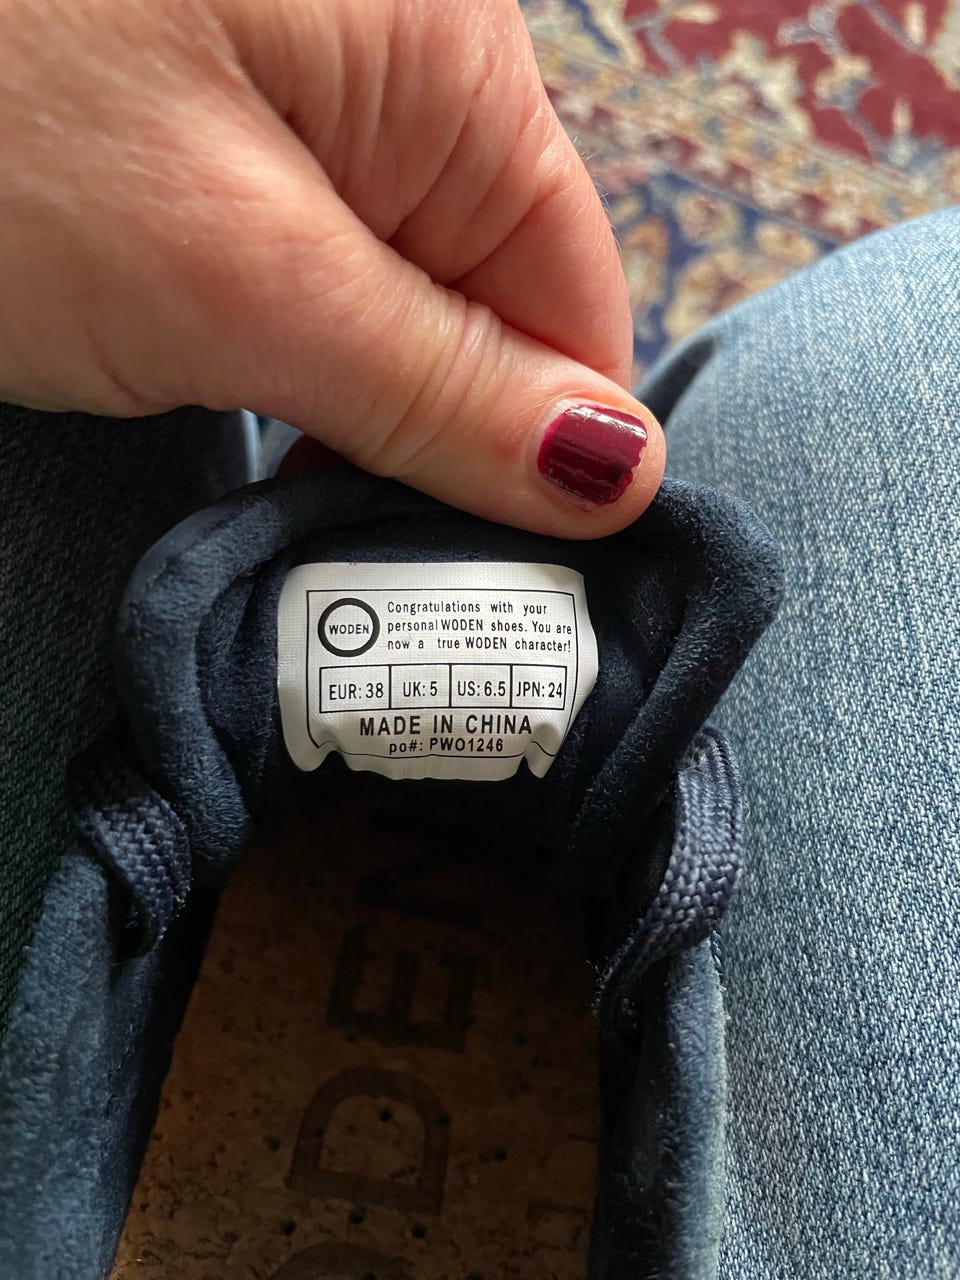 WODEN
Congratulations with your
personal WODEN shoes. You are
now a true WODEN character!
EUR: 38 UK: 5 US: 6.5 JPN: 24
MADE IN CHINA
po#: PWO1246
DEN